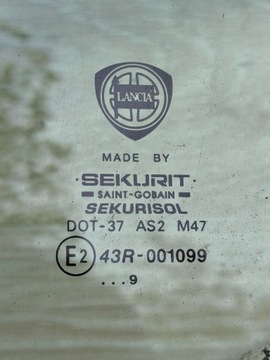 LANCIA
MADE BY
·SEKURIT·
SAINT-GOBAIN
SEKURISOL
DOT-37 AS2 M47
E2 43R-001099
...9